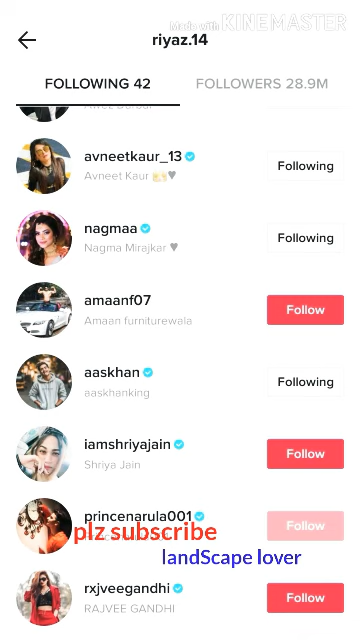 Made with KINEMASTER
riyaz.14
FOLLOWING 42 FOLLOWERS 28.9M
avneetkaur_13
Avneet Kaur
Following
nagmaa
Nagma Mirajkar
Following
amaanf07
Amaan furniturewala
Follow
aaskhan
aaskhanking
Following
iamshriyajain
Shriya Jain
Follow
princenarula001
Follow
plz subscribe
landScape lover
rxjveegandhi
RAJVEE GANDHI
Follow